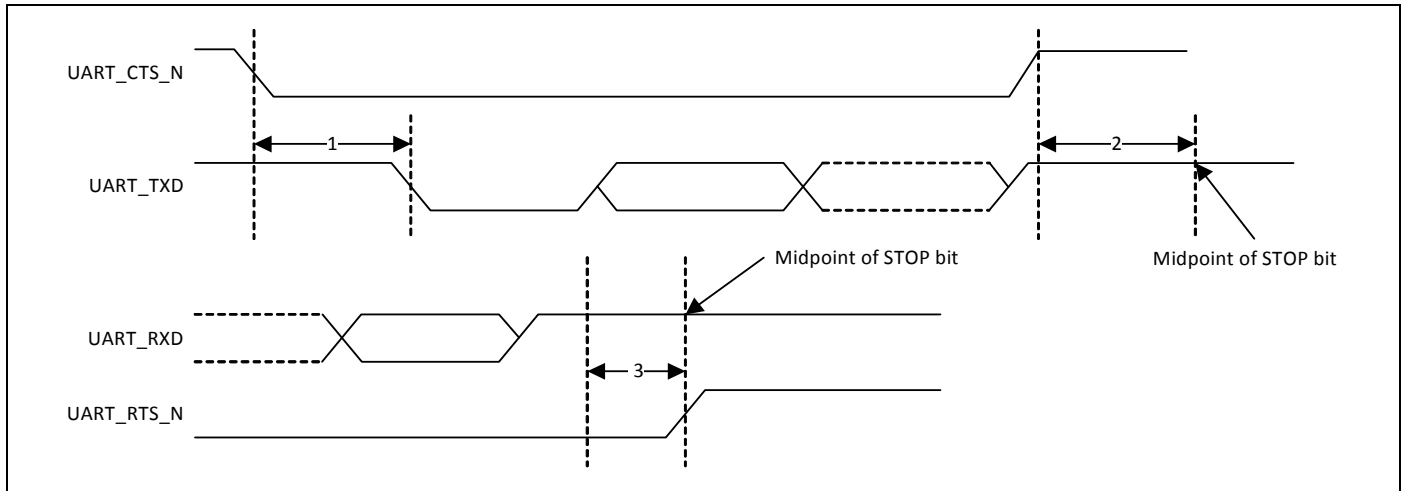 UART_CTS_N
1
2
UART_TXD
Midpoint of STOP bit
Midpoint of STOP bit
UART_RXD
3
UART_RTS_N